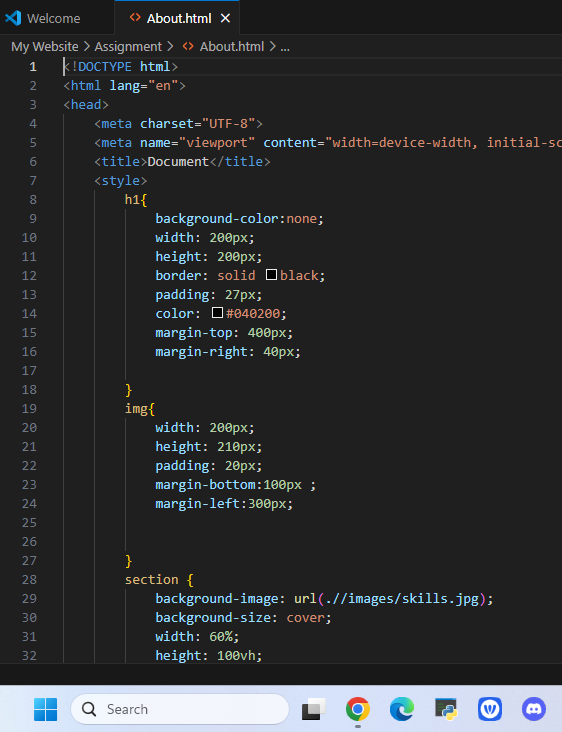 Welcome
About.html
My Website > Assignment > About.html > ...
1 <!DOCTYPE html>
2 <html lang="en">
3 <head>
4 <meta charset="UTF-8">
5 <meta name="viewport" content="width=device-width, initial-sc
6 <title>Document</title>
7 <style>
8 h1{
9 background-color:none;
10 width: 200px;
11 height: 200px;
12 border: solid black;
13 padding: 27px;
14 color: #040200;
15 margin-top: 400px;
16 margin-right: 40px;
17
18 }
19 img{
20 width: 200px;
21 height: 210px;
22 padding: 20px;
23 margin-bottom:100px ;
24 margin-left:300px;
25
26
27 }
28 section {
29 background-image: url(.//images/skills.jpg);
30 background-size: cover;
31 width: 60%;
32 height: 100vh;
Search